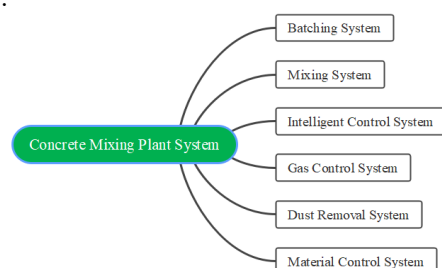 Concrete Mixing Plant System
Batching System
Mixing System
Intelligent Control System
Gas Control System
Dust Removal System
Material Control System